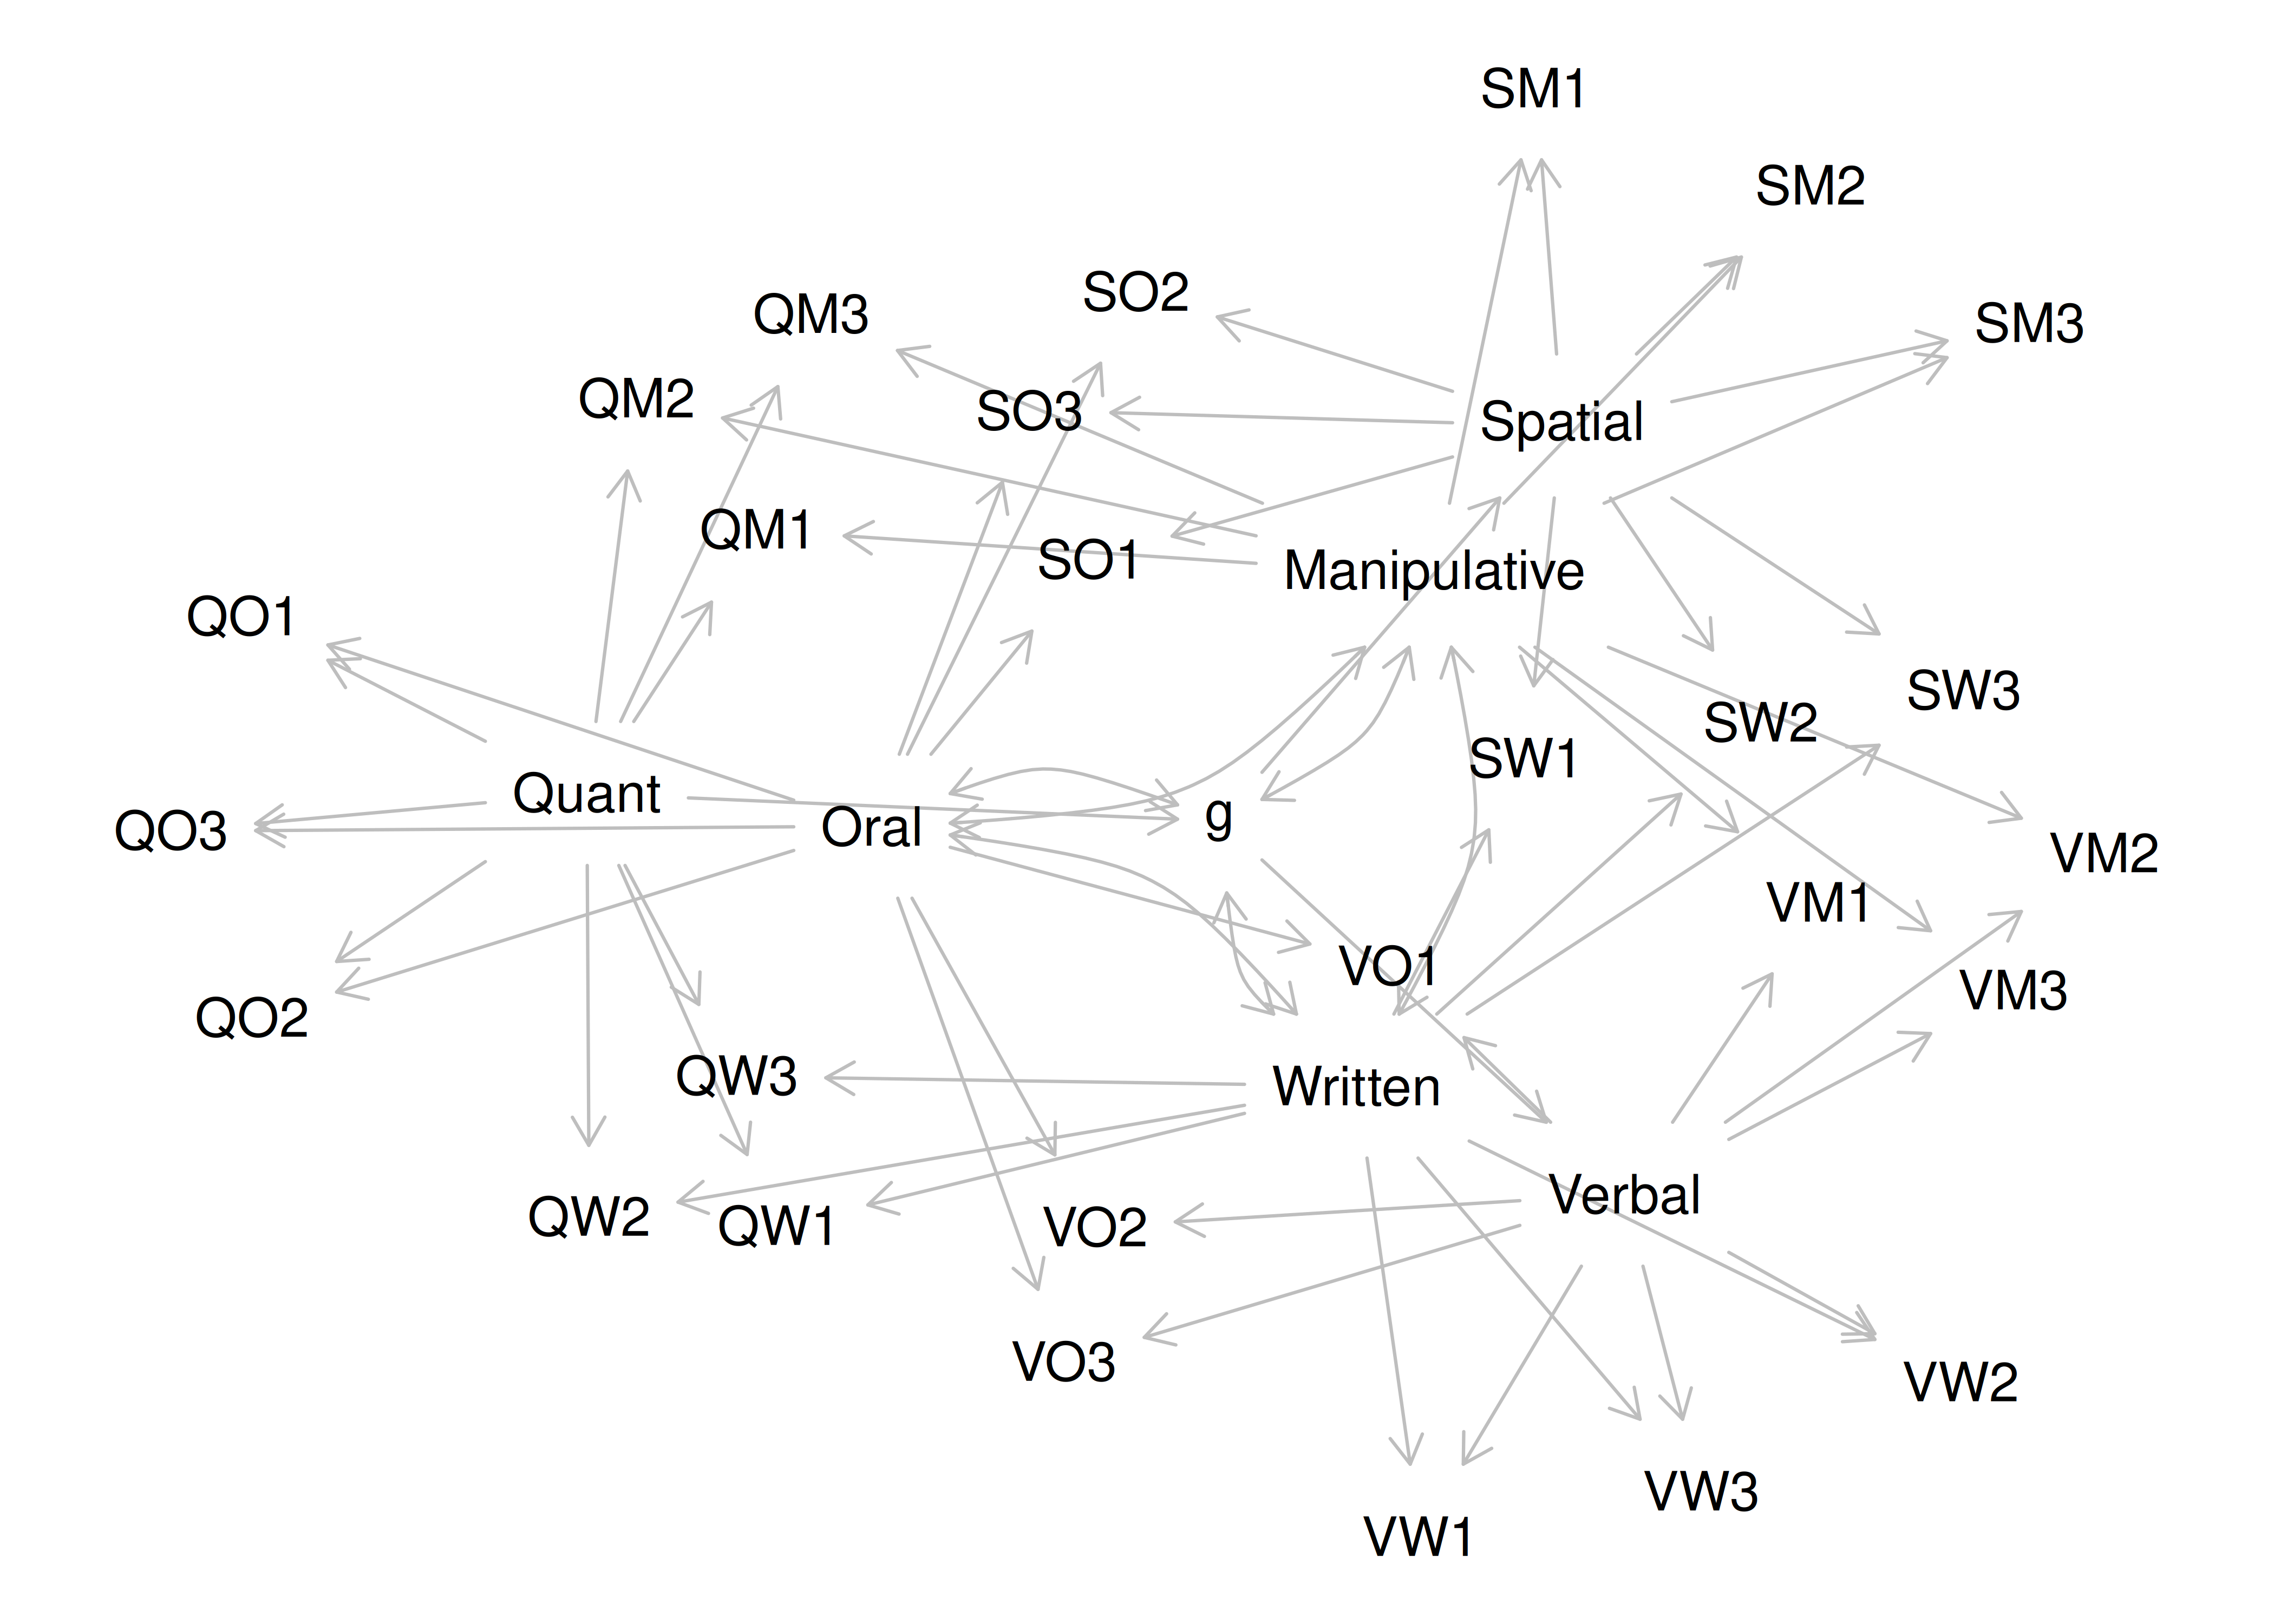 SM1
SM2
SO2
QM3
SM3
QM2
SO3
Spatial
QM1
SO1
Manipulative
QO1
SW3
SW2
SW1
Quant
g
QO3
Oral
VM2
VM1
VO1
VM3
QO2
QW3
Written
Verbal
QW2
QW1
VO2
VO3
VW2
VW3
VW1